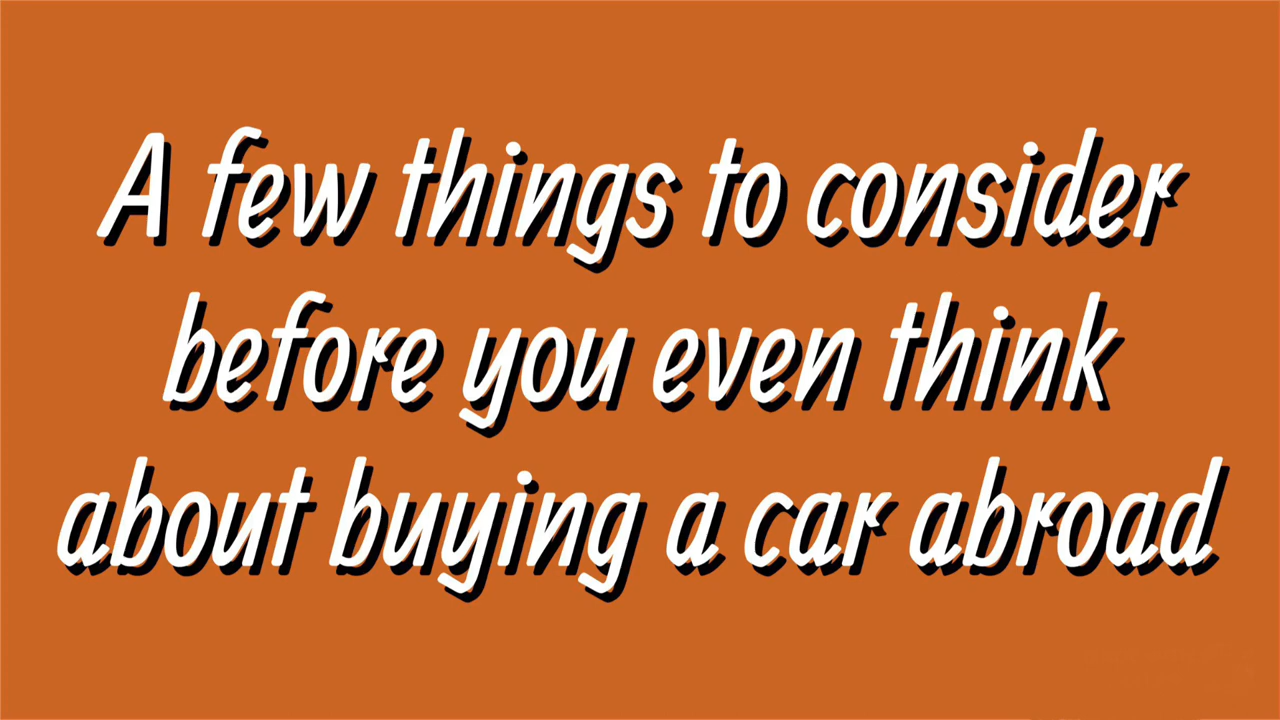 A few things to consider
before you even think
about buying a car abroad